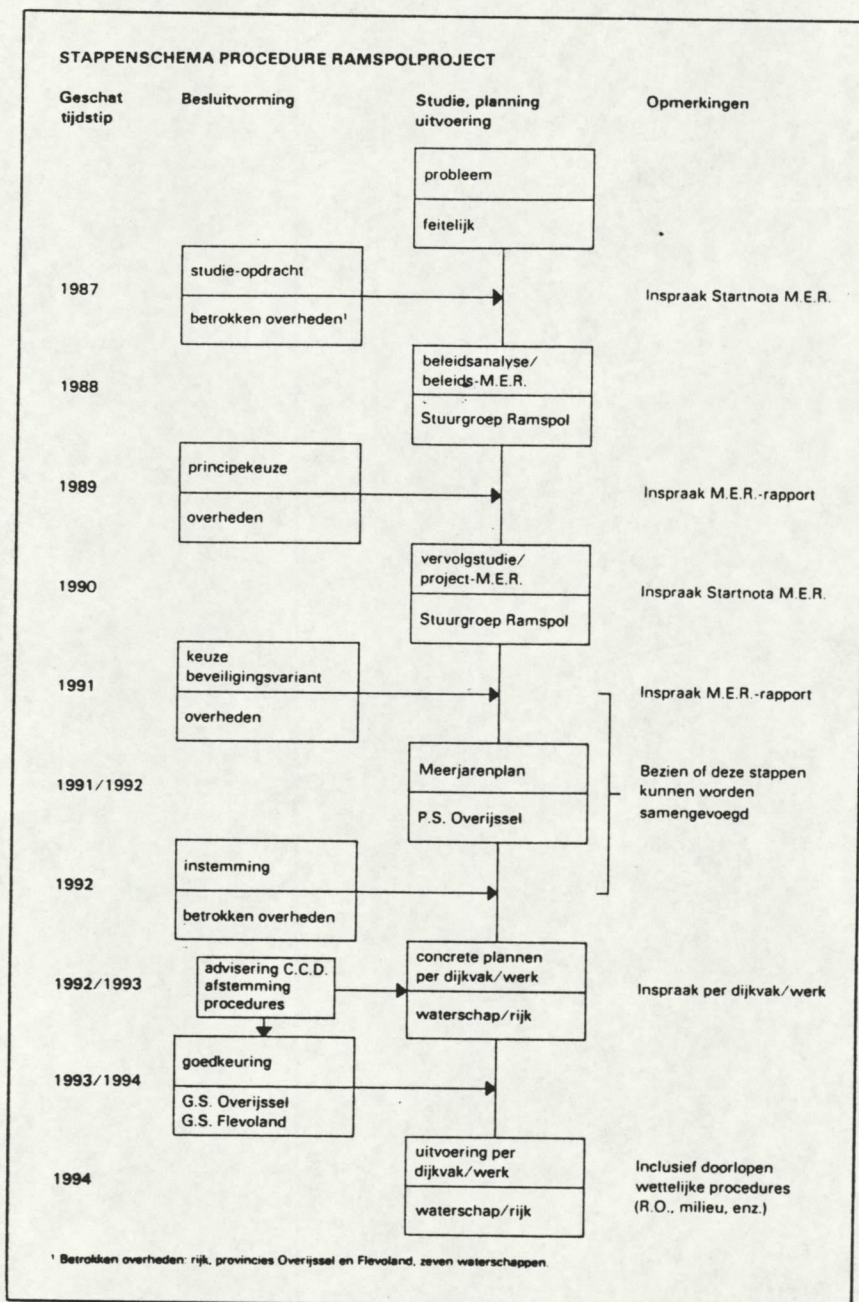 STAPPENSCHEMA PROCEDURE RAMSPOLPROJECT
Geschat
tijdstip
Besluitvorming
Studie, planning
uitvoering
Opmerkingen
probleem
feitelijk
1987
studie-opdracht
betrokken overheden¹
Inspraak Startnota M.E.R.
1988
beleidsanalyse/
beleids-M.E.R.
Stuurgroep Ramspol
1989
principekeuze
overheden
Inspraak M.E.R.-rapport
1990
vervolgstudie/
project-M.E.R.
Stuurgroep Ramspol
Inspraak Startnota M.E.R.
1991
keuze
beveiligingsvariant
overheden
Inspraak M.E.R.-rapport
1991/1992
Meerjarenplan
P.S. Overijssel
Bezien of deze stappen
kunnen worden
samengevoegd
1992
instemming
betrokken overheden
1992/1993
advisering C.C.D.
afstemming
procedures
concrete plannen
per dijkvak/werk
waterschap/rijk
Inspraak per dijkvak/werk
1993/1994
goedkeuring
G.S. Overijssel
G.S. Flevoland
1994
uitvoering per
dijkvak/werk
waterschap/rijk
Inclusief doorlopen
wettelijke procedures
(R.O., milieu, enz.)
¹ Betrokken overheden: rijk, provincies Overijssel en Flevoland, zeven waterschappen.